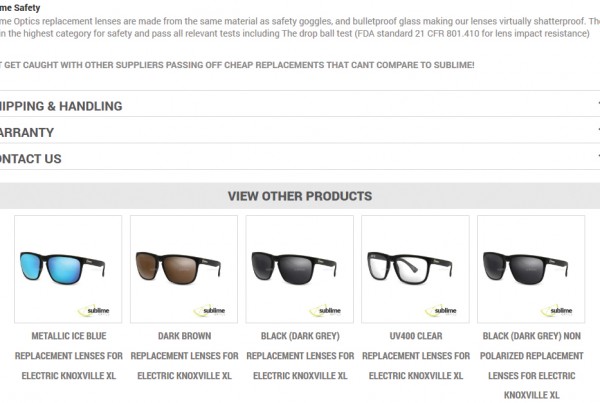 me Safety
me Optics replacement lenses are made from the same material as safety goggles, and bulletproof glass making our lenses virtually shatterproof. The
in the highest category for safety and pass all relevant tests including The drop ball test (FDA standard 21 CFR 801.410 for lens impact resistance)
T GET CAUGHT WITH OTHER SUPPLIERS PASSING OFF CHEAP REPLACEMENTS THAT CANT COMPARE TO SUBLIME!
HIPPING & HANDLING
ARRANTY
ONTACT US
VIEW OTHER PRODUCTS
sublime sublime sublime sublime sublime
METALLIC ICE BLUE
REPLACEMENT LENSES FOR
ELECTRIC KNOXVILLE XL
DARK BROWN
REPLACEMENT LENSES FOR
ELECTRIC KNOXVILLE XL
BLACK (DARK GREY)
REPLACEMENT LENSES FOR
ELECTRIC KNOXVILLE XL
UV400 CLEAR
REPLACEMENT LENSES FOR
ELECTRIC KNOXVILLE XL
BLACK (DARK GREY) NON
POLARIZED REPLACEMENT
LENSES FOR ELECTRIC
KNOXVILLE XL